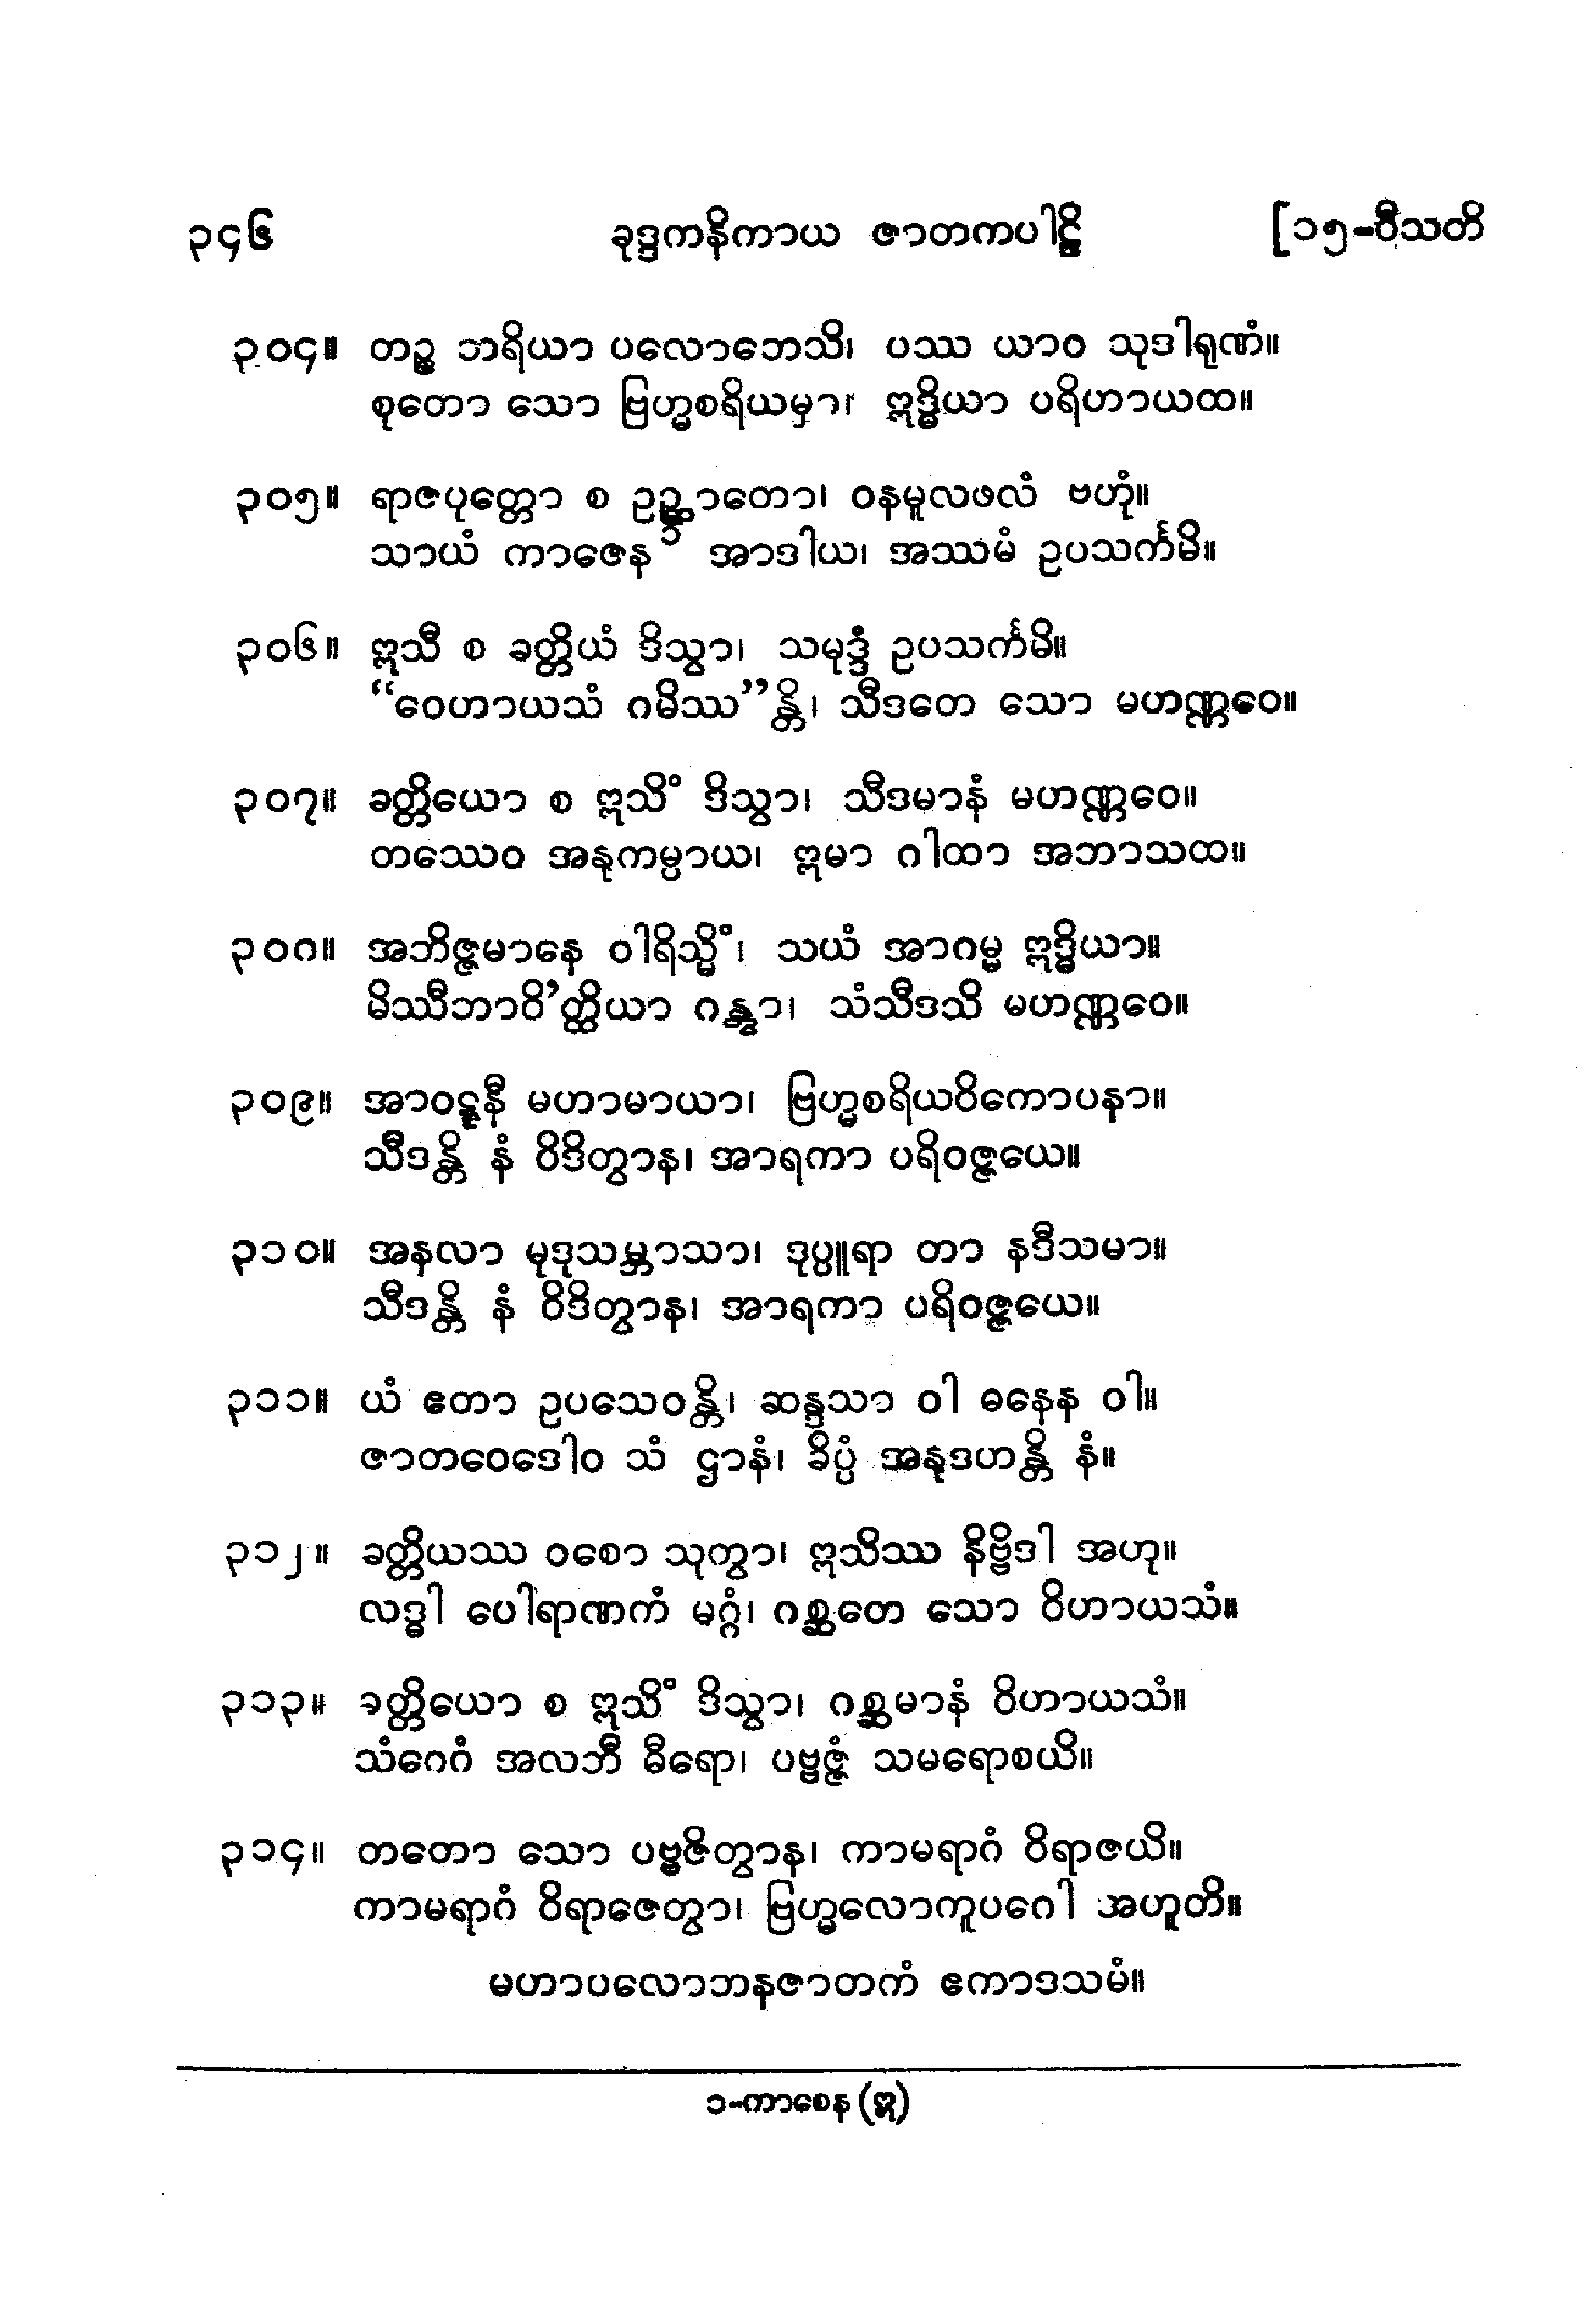 ၃၄၆ ခုဒ္ဒကနိကာယ ဇာတကပါဠိ [၁၅-ဝီသတိ
၃၀၄။ တဉ္စ ဘရိယာ ပလောဘေသိ၊ ပဿ ယာဝ သုဒါရုဏံ။
စုတော သော ဗြဟ္မစရိယမှာ၊ ဣဒ္ဓိယာ ပရိဟာယထ။
၃၀၅။ ရာဇပုတ္တော စ ဥဉ္ဆာတော၊ ဝနမူလဖလံ ဗဟုံ။
သာယံ ကာဇေန ၁ အာဒါယ၊ အဿမံ ဥပသင်္ကမိ။
၃၀၆။ ဣသီ စ ခတ္တိယံ ဒိသွာ၊ သမုဒ္ဒံ ဥပသင်္ကမိ။
“ဝေဟာယသံ ဂမိဿ”န္တိ၊ သီဒတေ သော မဟဏ္ဏဝေ။
၃၀၇။ ခတ္တိယော စ ဣသိံ ဒိသွာ၊ သီဒမာနံ မဟဏ္ဏဝေ။
တဿေဝ အနုကမ္ပာယ၊ ဣမာ ဂါထာ အဘာသထ။
၃၀ဂ။ အဘိဇ္ဇမာနေ ဝါရိသ္မိံ၊ သယံ အာဂမ္မ ဣဒ္ဓိယာ။
မိဿီဘာဝိ’တ္ထိယာ ဂန္တွာ၊ သံသီဒသိ မဟဏ္ဏဝေ။
၃၀၉။ အာဝဋ္ဋနီ မဟာမာယာ၊ ဗြဟ္မစရိယဝိကောပနာ။
သီဒန္တိ နံ ဝိဒိတွာန၊ အာရကာ ပရိဝဇ္ဇယေ။
၃၁၀။ အနလာ မုဒုသမ္ဘာသာ၊ ဒုပ္ပူရာ တာ နဒီသမာ။
သီဒန္တိ နံ ဝိဒိတွာန၊ အာရကာ ပရိဝဇ္ဇယေ။
၃၁၁။ ယံ ဧတာ ဥပသေဝန္တိ၊ ဆန္ဒသာ ဝါ ဓနေန ဝါ။
ဇာတဝေဒေါဝ သံ ဌာနံ၊ ခိပ္ပံ အနုဒဟန္တိ နံ။
၃၁၂။ ခတ္တိယဿ ဝစော သုတွာ၊ ဣသိဿ နိဗ္ဗိဒါ အဟု။
လဒ္ဓါ ပေါရာဏကံ မဂ္ဂံ၊ ဂစ္ဆတေ သော ဝိဟာယသံ။
၃၁၃။ ခတ္တိယော စ ဣသိံ ဒိသွာ၊ ဂစ္ဆမာနံ ဝိဟာယသံ။
သံဂေဂံ အလဘီ ဓီရော၊ ပဗ္ဗဇ္ဇံ သမရောစယိ။
၃၁၄။ တတော သော ပဗ္ဗဇိတွာန၊ ကာမရာဂံ ဝိရာဇယိ။
ကာမရာဂံ ဝိရာဇေတွာ၊ ဗြဟ္မလောကူပဂေါ အဟူတိ။
မဟာပလောဘနဇာတကံ ဧကာဒသမံ။
၁-ကာစေန (ဣ)